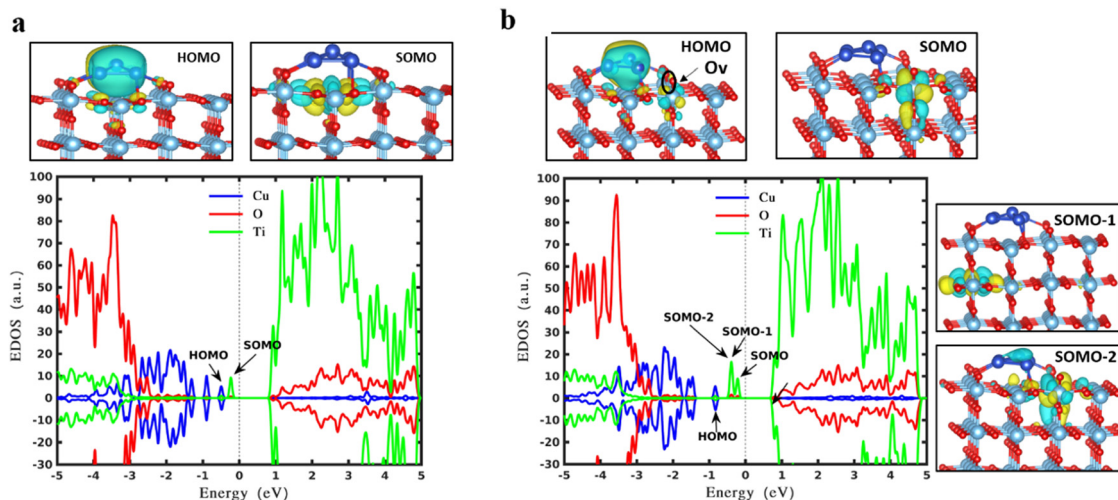 a
HOMO
SOMO
100
90
80
70
60
50
40
30
20
10
0
-10
-20
-30
EDOS (a.u.)
Cu
O
Ti
HOMO
SOMO
-5 -4 -3 -2 -1 0 1 2 3 4 5
Energy (eV)
b
HOMO
Ov
SOMO
100
90
80
70
60
50
40
30
20
10
0
-10
-20
-30
EDOS (a.u.)
Cu
O
Ti
SOMO-2
SOMO-1
SOMO
HOMO
-5 -4 -3 -2 -1 0 1 2 3 4 5
Energy (eV)
SOMO-1
SOMO-2